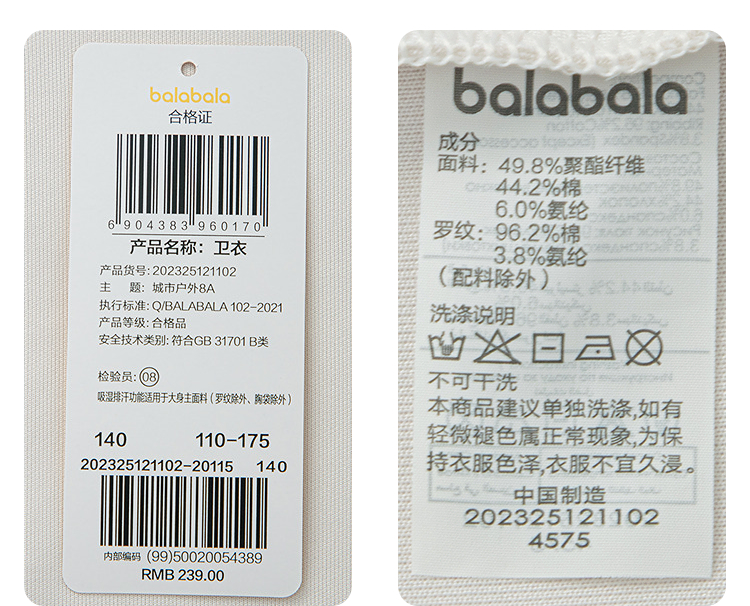 balabala
合格证
6 904383 960170
产品名称：卫衣
产品货号: 202325121102
主　题: 城市户外8A
执行标准: Q/BALABALA 102-2021
产品等级: 合格品
安全技术类别: 符合GB 31701 B类
检验员: 08
吸湿排汗功能适用于大身主面料（罗纹除外、胸袋除外）
140 110-175
202325121102-20115 140
内部编码 (99)50020054389
RMB 239.00
balabala
成分
面料: 49.8%聚酯纤维
44.2%棉
6.0%氨纶
罗纹: 96.2%棉
3.8%氨纶
（配料除外）
洗涤说明
不可干洗
本商品建议单独洗涤,如有
轻微褪色属正常现象,为保
持衣服色泽,衣服不宜久浸。
中国制造
202325121102
4575